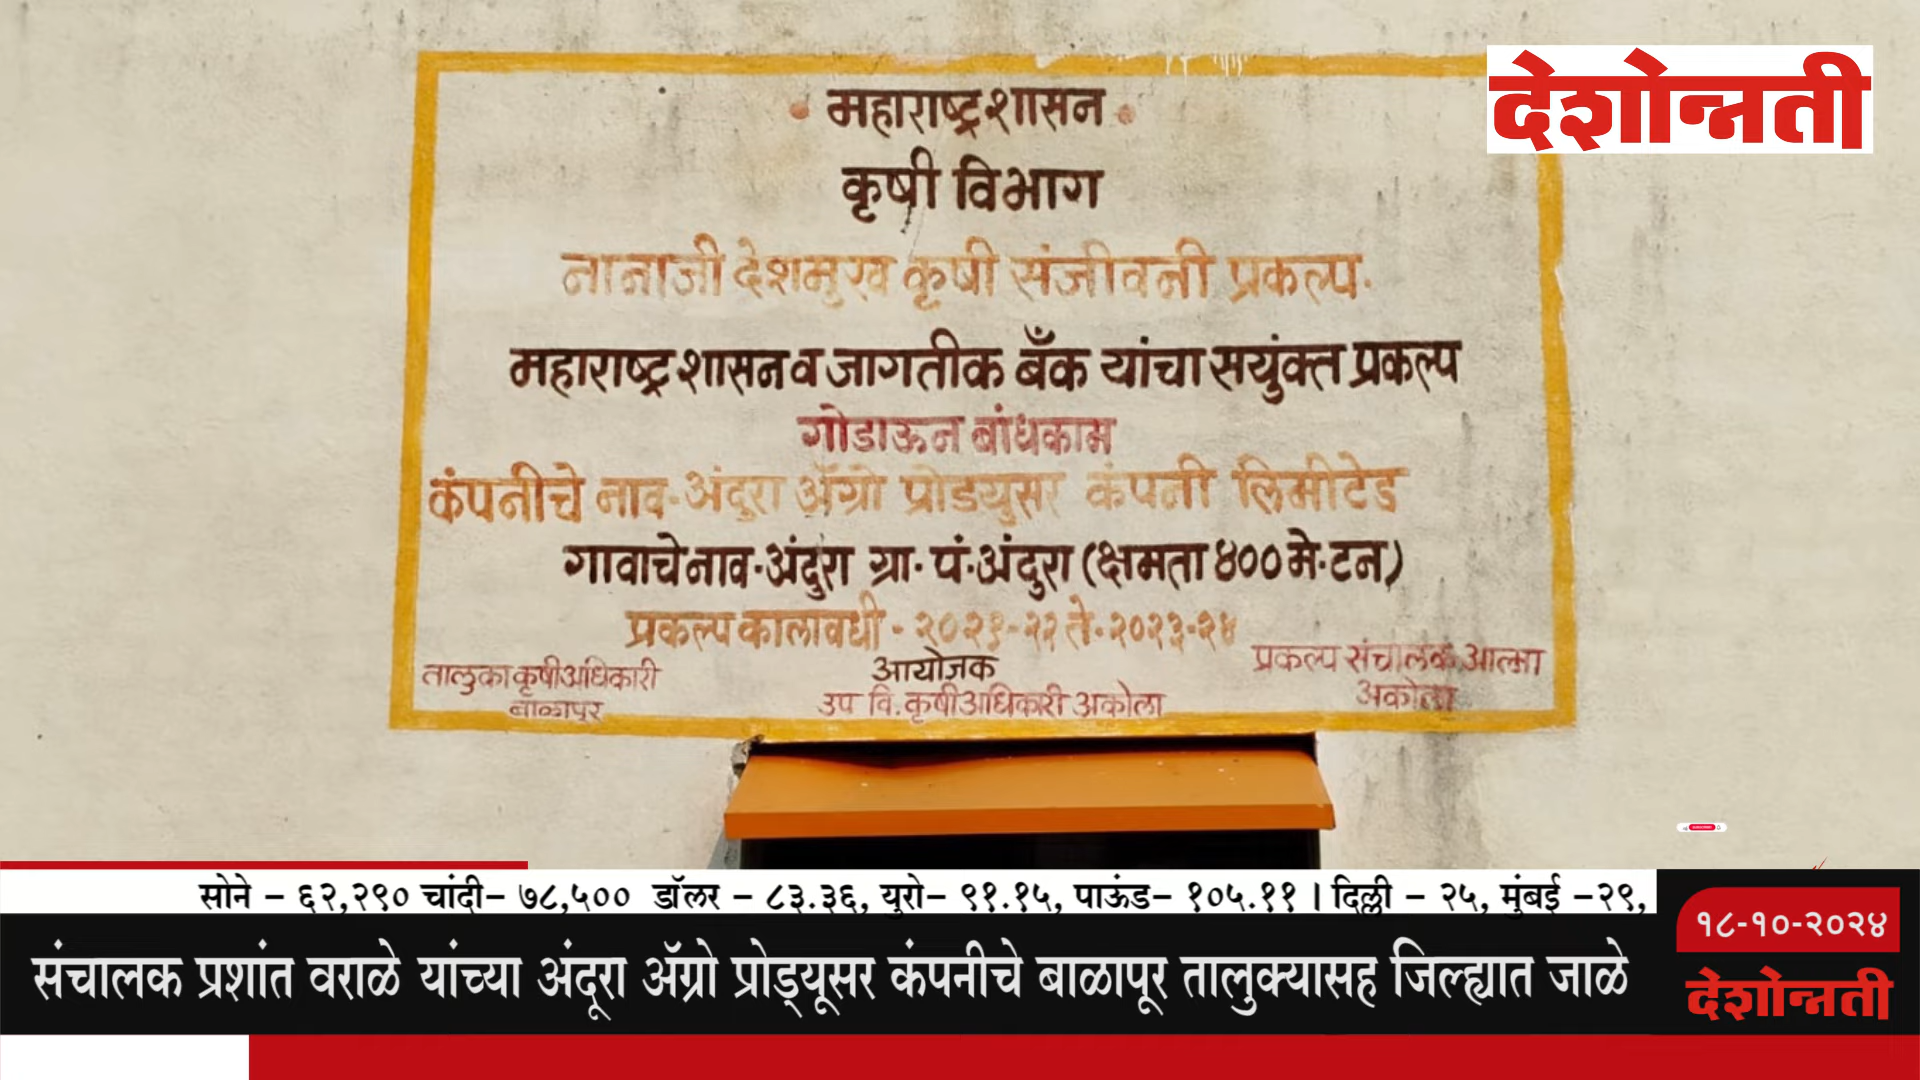 देशोन्नती
महाराष्ट्र शासन
कृषी विभाग
नानाजी देशमुख कृषी संजीवनी प्रकल्प.
महाराष्ट्र शासन व जागतीक बँक यांचा सयुंक्त प्रकल्प
गोडाऊन बांधकाम
कंपनीचे नाव-अंदुरा ॲग्रो प्रोडयुसर कंपनी लिमीटेड
गावाचे नाव-अंदुरा ग्रा. पं.अंदुरा (क्षमता ४०० मे.टन)
प्रकल्प कालावधी - २०२१-२२ ते.२०२३-२४
तालुका कृषी अधिकारी
बाळापुर
आयोजक
उप वि. कृषी अधिकारी अकोला
प्रकल्प संचालक आत्मा
अकोला
सोने – ६२,२९० चांदी– ७८,५०० डॉलर – ८३.३६, युरो– ९१.१५, पाऊंड– १०५.११ । दिल्ली – २५, मुंबई –२९,
१८-१०-२०२४
संचालक प्रशांत वराळे यांच्या अंदूरा ॲग्रो प्रोड्यूसर कंपनीचे बाळापूर तालुक्यासह जिल्ह्यात जाळे
देशोन्नती